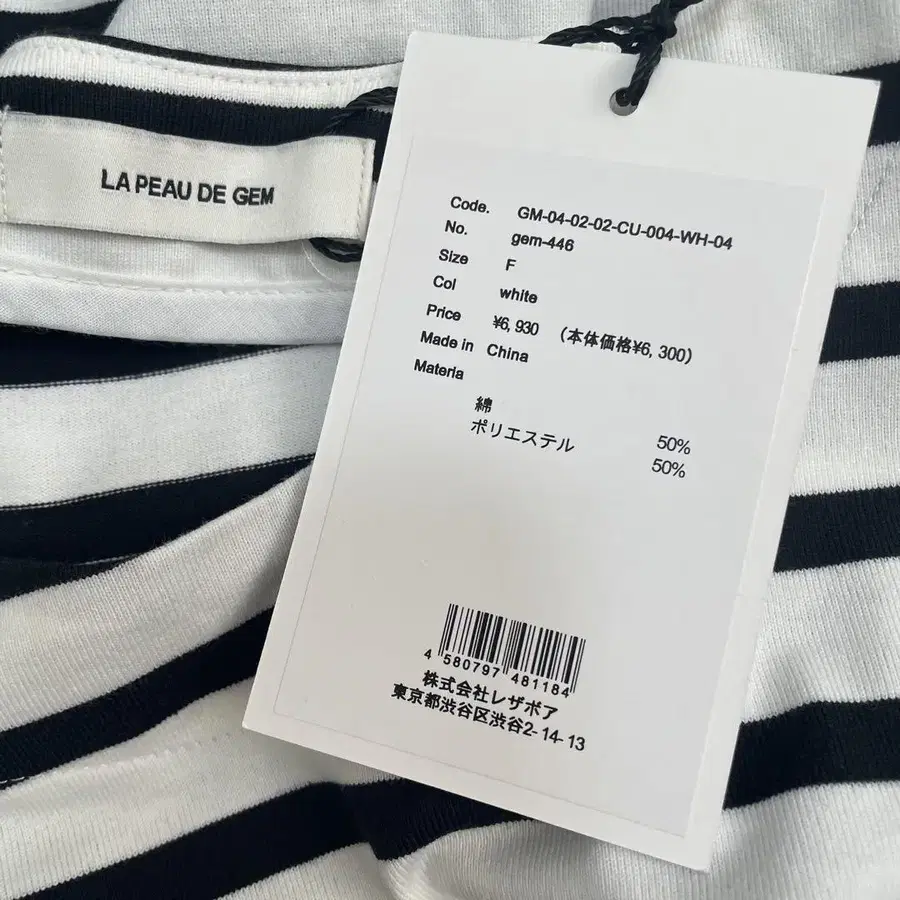 LA PEAU DE GEM
Code. GM-04-02-02-CU-004-WH-04
No. gem-446
Size F
Col white
Price ¥6,930 (本体価格¥6,300)
Made in China
Materia
綿 50%
ポリエステル 50%
4 580797 481184
株式会社レザボア
東京都渋谷区渋谷2-14-13